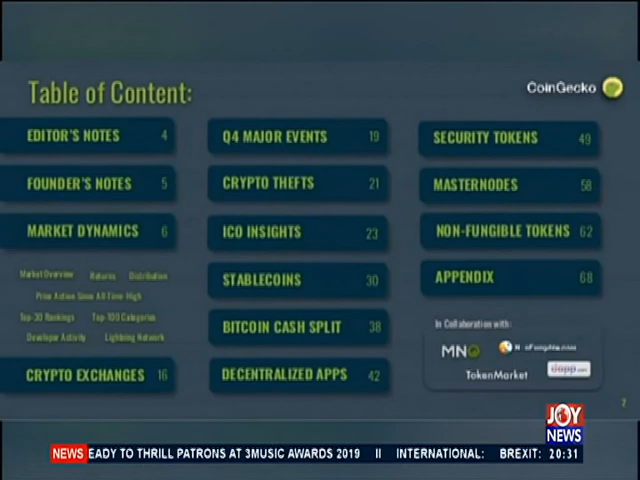 Table of Content:
CoinGecko
EDITOR'S NOTES 4
FOUNDER'S NOTES 5
MARKET DYNAMICS 6
Market Overview Returns Distribution
Price Action Since All-Time High
Top-30 Rankings Top-100 Categories
Developer Activity Lightning Network
CRYPTO EXCHANGES 16
Q4 MAJOR EVENTS 19
CRYPTO THEFTS 21
ICO INSIGHTS 23
STABLECOINS 30
BITCOIN CASH SPLIT 38
DECENTRALIZED APPS 42
SECURITY TOKENS 49
MASTERNODES 58
NON-FUNGIBLE TOKENS 62
APPENDIX 68
In Collaboration with:
MNO
TokenMarket
dapp.com
2
JOY
NEWS
NEWS EADY TO THRILL PATRONS AT 3MUSIC AWARDS 2019 II INTERNATIONAL: BREXIT: 20:31